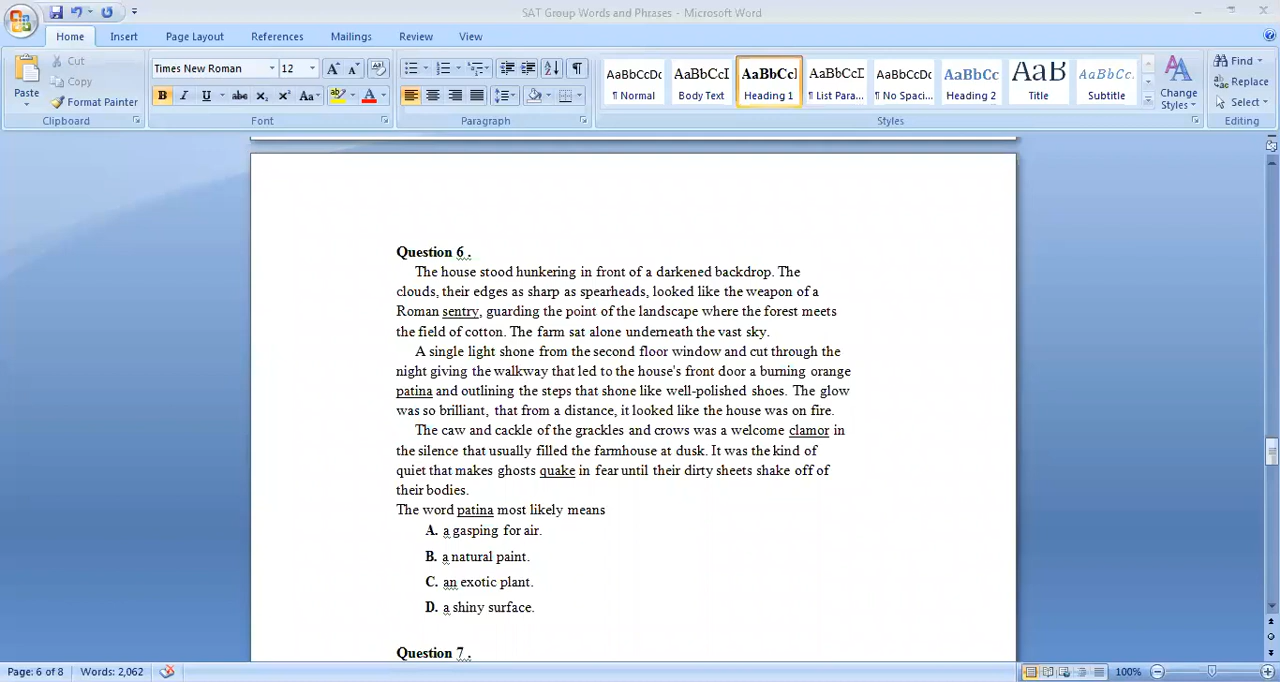 SAT Group Words and Phrases - Microsoft Word
Home Insert Page Layout References Mailings Review View
Paste
Cut
Copy
Format Painter
Clipboard
Times New Roman 12
Font
Paragraph
AaBbCcDc AaBbCcI AaBbCc] AaBbCcI AaBbCcDc AaBbCc AaB AaBbCc.
¶ Normal Body Text Heading 1 ¶ List Para... ¶ No Spaci... Heading 2 Title Subtitle
Change Styles
Styles
Find
Replace
Select
Editing
Question 6 .
The house stood hunkering in front of a darkened backdrop. The
clouds, their edges as sharp as spearheads, looked like the weapon of a
Roman sentry, guarding the point of the landscape where the forest meets
the field of cotton. The farm sat alone underneath the vast sky.
A single light shone from the second floor window and cut through the
night giving the walkway that led to the house's front door a burning orange
patina and outlining the steps that shone like well-polished shoes. The glow
was so brilliant, that from a distance, it looked like the house was on fire.
The caw and cackle of the grackles and crows was a welcome clamor in
the silence that usually filled the farmhouse at dusk. It was the kind of
quiet that makes ghosts quake in fear until their dirty sheets shake off of
their bodies.
The word patina most likely means
A. a gasping for air.
B. a natural paint.
C. an exotic plant.
D. a shiny surface.
Question 7 .
Page: 6 of 8 Words: 2,062 100%